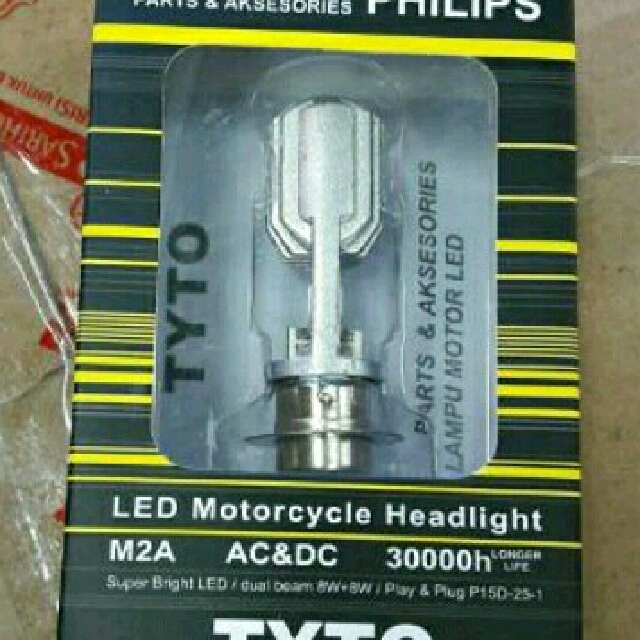 PARTS & AKSESORIES PHILIPS
TYTO
PARTS & AKSESORIES
LAMPU MOTOR LED
LED Motorcycle Headlight
M2A AC&DC 30000h LONGER LIFE
Super Bright LED / dual beam 8W+8W / Play & Plug P15D-25-1
TYTO